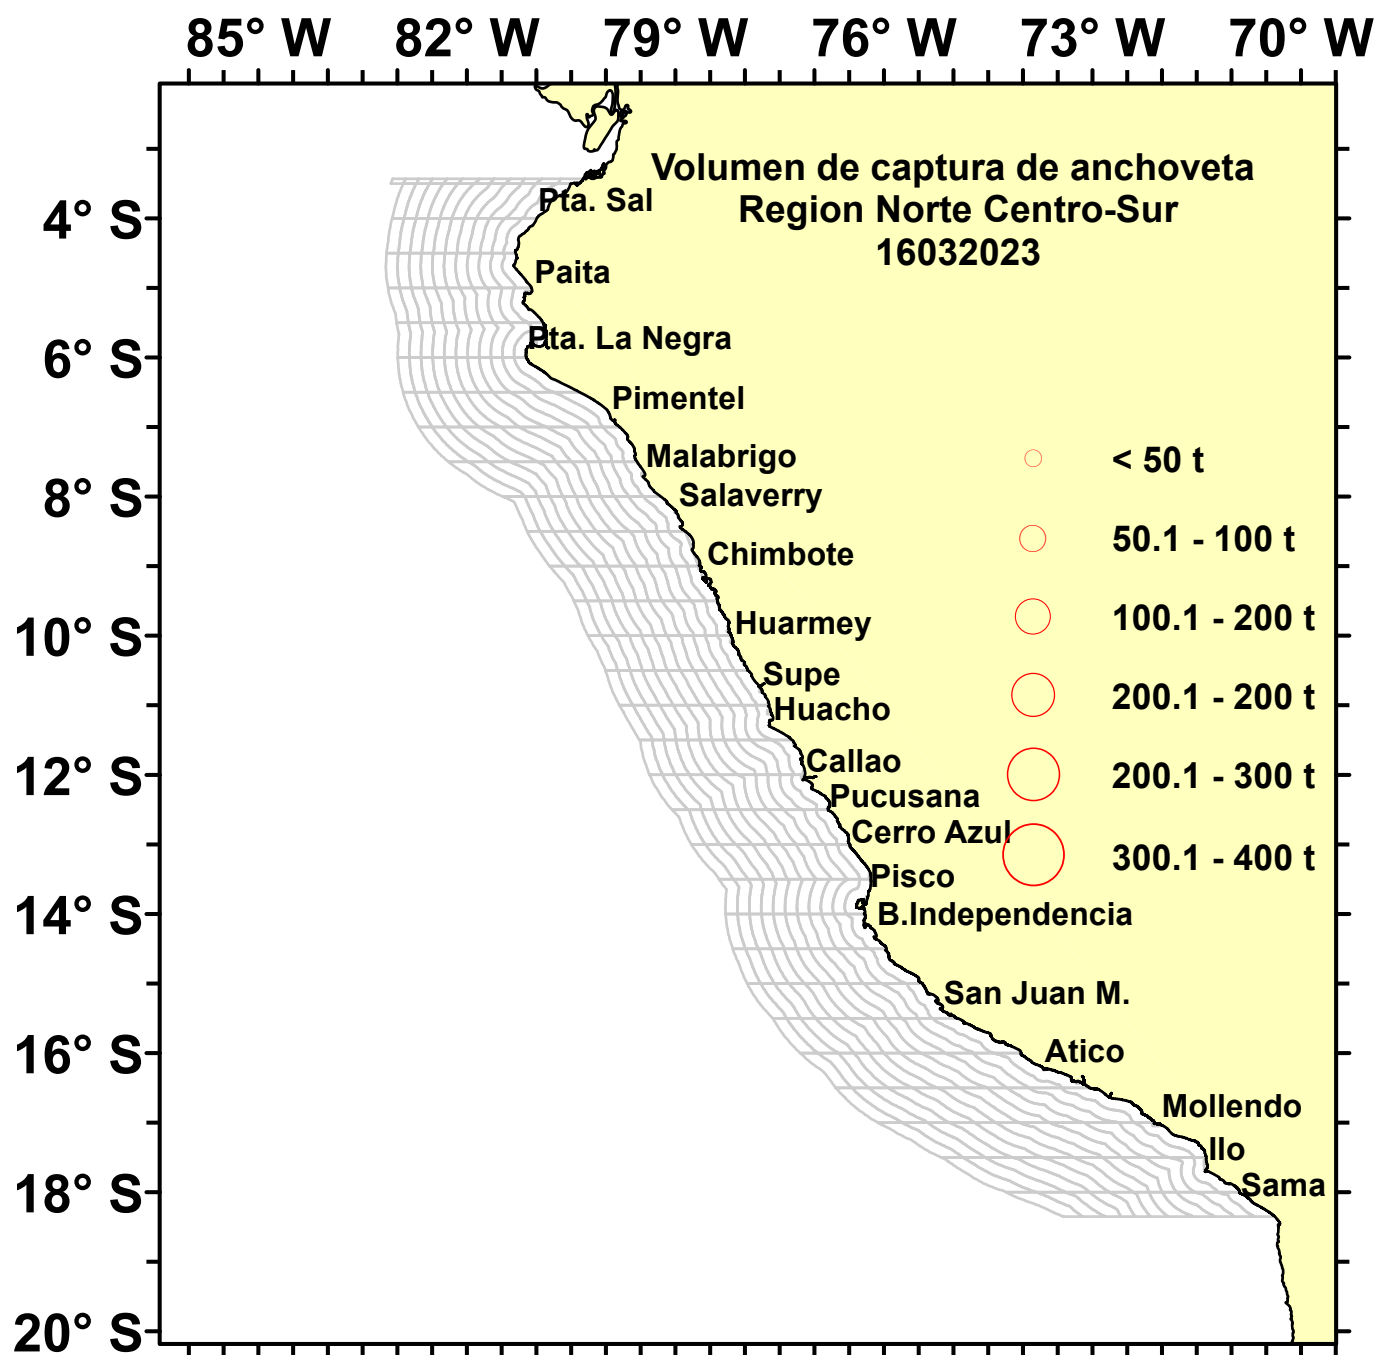 85° W 82° W 79° W 76° W 73° W 70° W
Volumen de captura de anchoveta
Region Norte Centro-Sur
16032023
4° S
6° S
8° S
10° S
12° S
14° S
16° S
18° S
20° S
Pta. Sal
Paita
Pta. La Negra
Pimentel
Malabrigo
Salaverry
Chimbote
Huarmey
Supe
Huacho
Callao
Pucusana
Cerro Azul
Pisco
B.Independencia
San Juan M.
Atico
Mollendo
Ilo
Sama
< 50 t
50.1 - 100 t
100.1 - 200 t
200.1 - 200 t
200.1 - 300 t
300.1 - 400 t